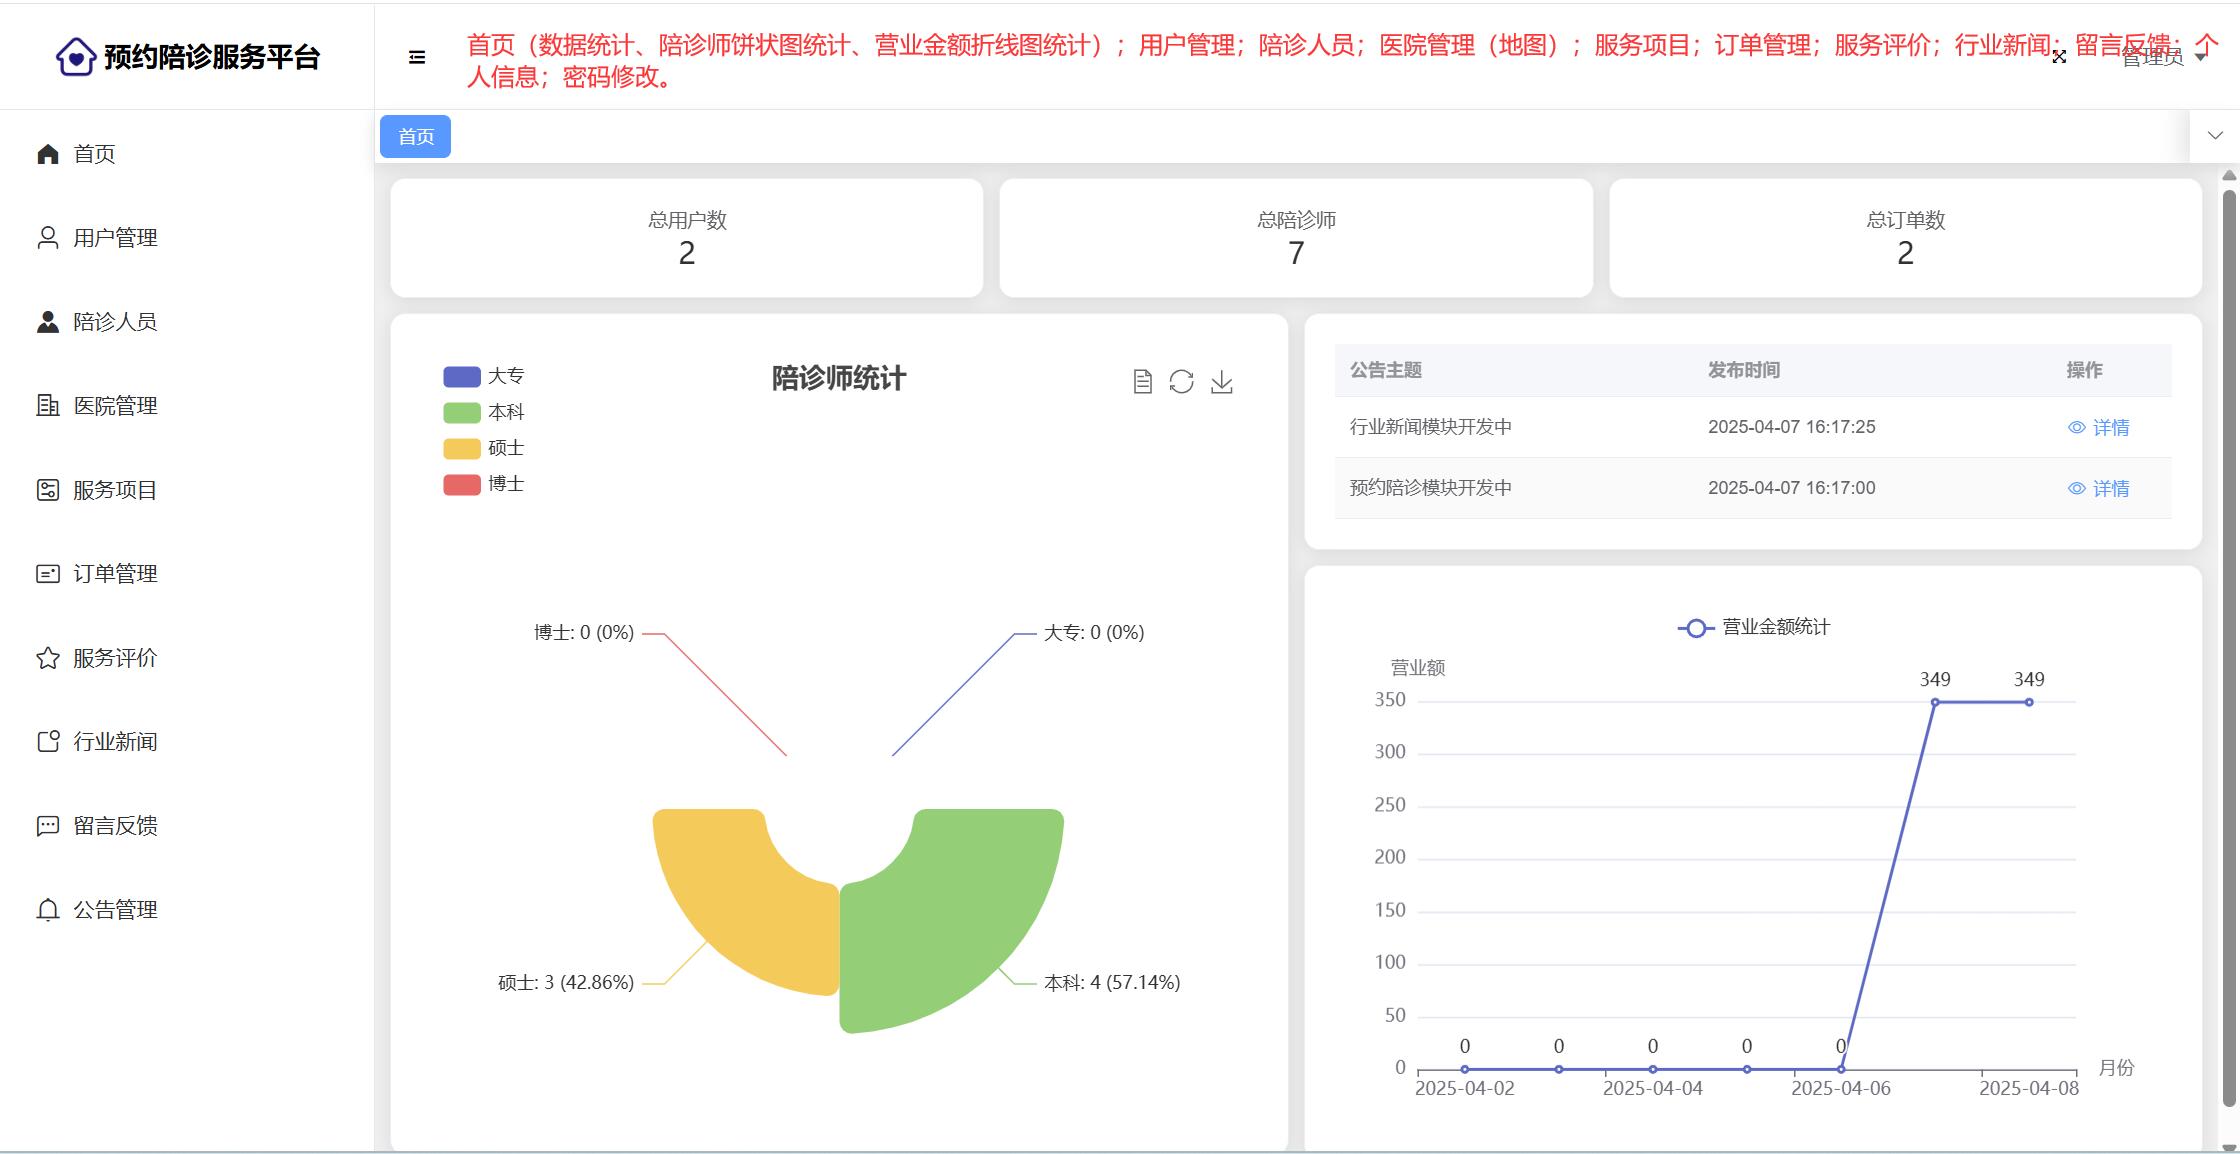 预约陪诊服务平台
首页（数据统计、陪诊师饼状图统计、营业金额折线图统计）；用户管理；陪诊人员；医院管理（地图）；服务项目；订单管理；服务评价；行业新闻；留言反馈；个
人信息；密码修改。
管理员
首页
首页
用户管理
陪诊人员
医院管理
服务项目
订单管理
服务评价
行业新闻
留言反馈
公告管理
总用户数
2
总陪诊师
7
总订单数
2
陪诊师统计
大专
本科
硕士
博士
博士: 0 (0%)
大专: 0 (0%)
硕士: 3 (42.86%)
本科: 4 (57.14%)
公告主题 发布时间 操作
行业新闻模块开发中 2025-04-07 16:17:25 详情
预约陪诊模块开发中 2025-04-07 16:17:00 详情
营业金额统计
营业额
349 349
350
300
250
200
150
100
50
0 0 0 0 0
0
月份
2025-04-02 2025-04-04 2025-04-06 2025-04-08